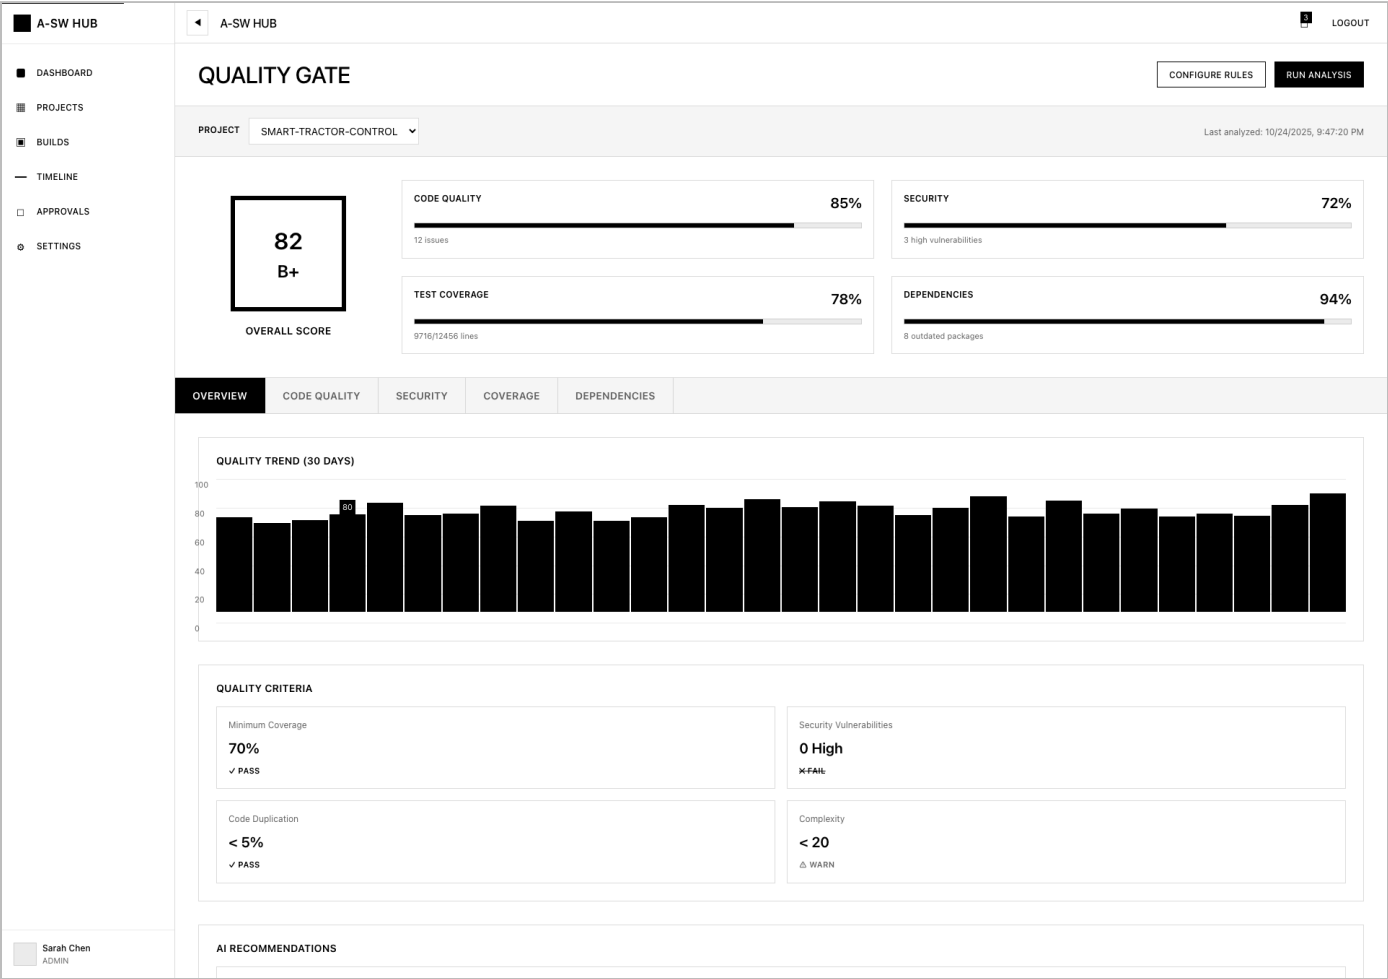 A-SW HUB
DASHBOARD
PROJECTS
BUILDS
TIMELINE
APPROVALS
SETTINGS
Sarah Chen
ADMIN
A-SW HUB
3
LOGOUT
QUALITY GATE
CONFIGURE RULES
RUN ANALYSIS
PROJECT
SMART-TRACTOR-CONTROL
Last analyzed: 10/24/2025, 9:47:20 PM
82
B+
OVERALL SCORE
CODE QUALITY
85%
12 issues
SECURITY
72%
3 high vulnerabilities
TEST COVERAGE
78%
9716/12456 lines
DEPENDENCIES
94%
8 outdated packages
OVERVIEW
CODE QUALITY
SECURITY
COVERAGE
DEPENDENCIES
QUALITY TREND (30 DAYS)
100
80
60
40
20
0
80
QUALITY CRITERIA
Minimum Coverage
70%
✓ PASS
Security Vulnerabilities
0 High
✕ FAIL
Code Duplication
< 5%
✓ PASS
Complexity
< 20
⚠ WARN
AI RECOMMENDATIONS